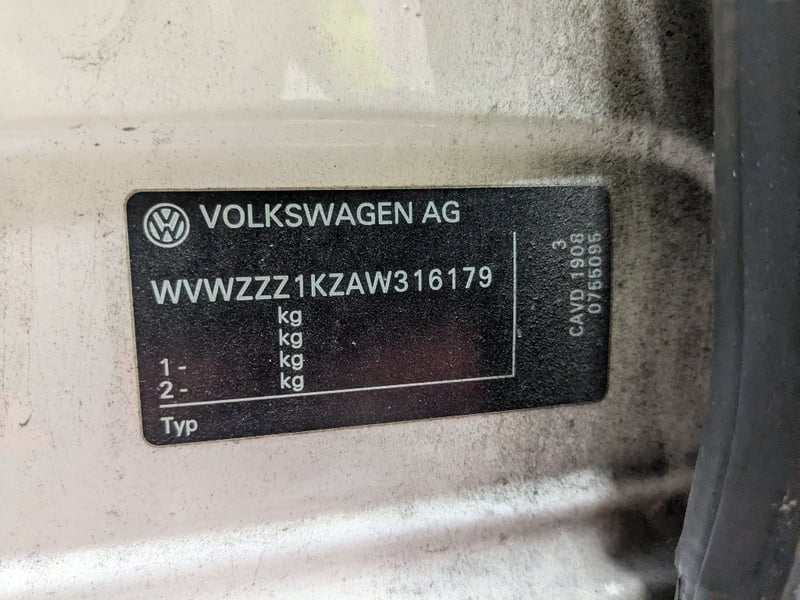 VOLKSWAGEN AG
WVWZZZ1KZAW316179
kg
kg
1 - kg
2 - kg
Typ
3
CAVD 1908
0755095